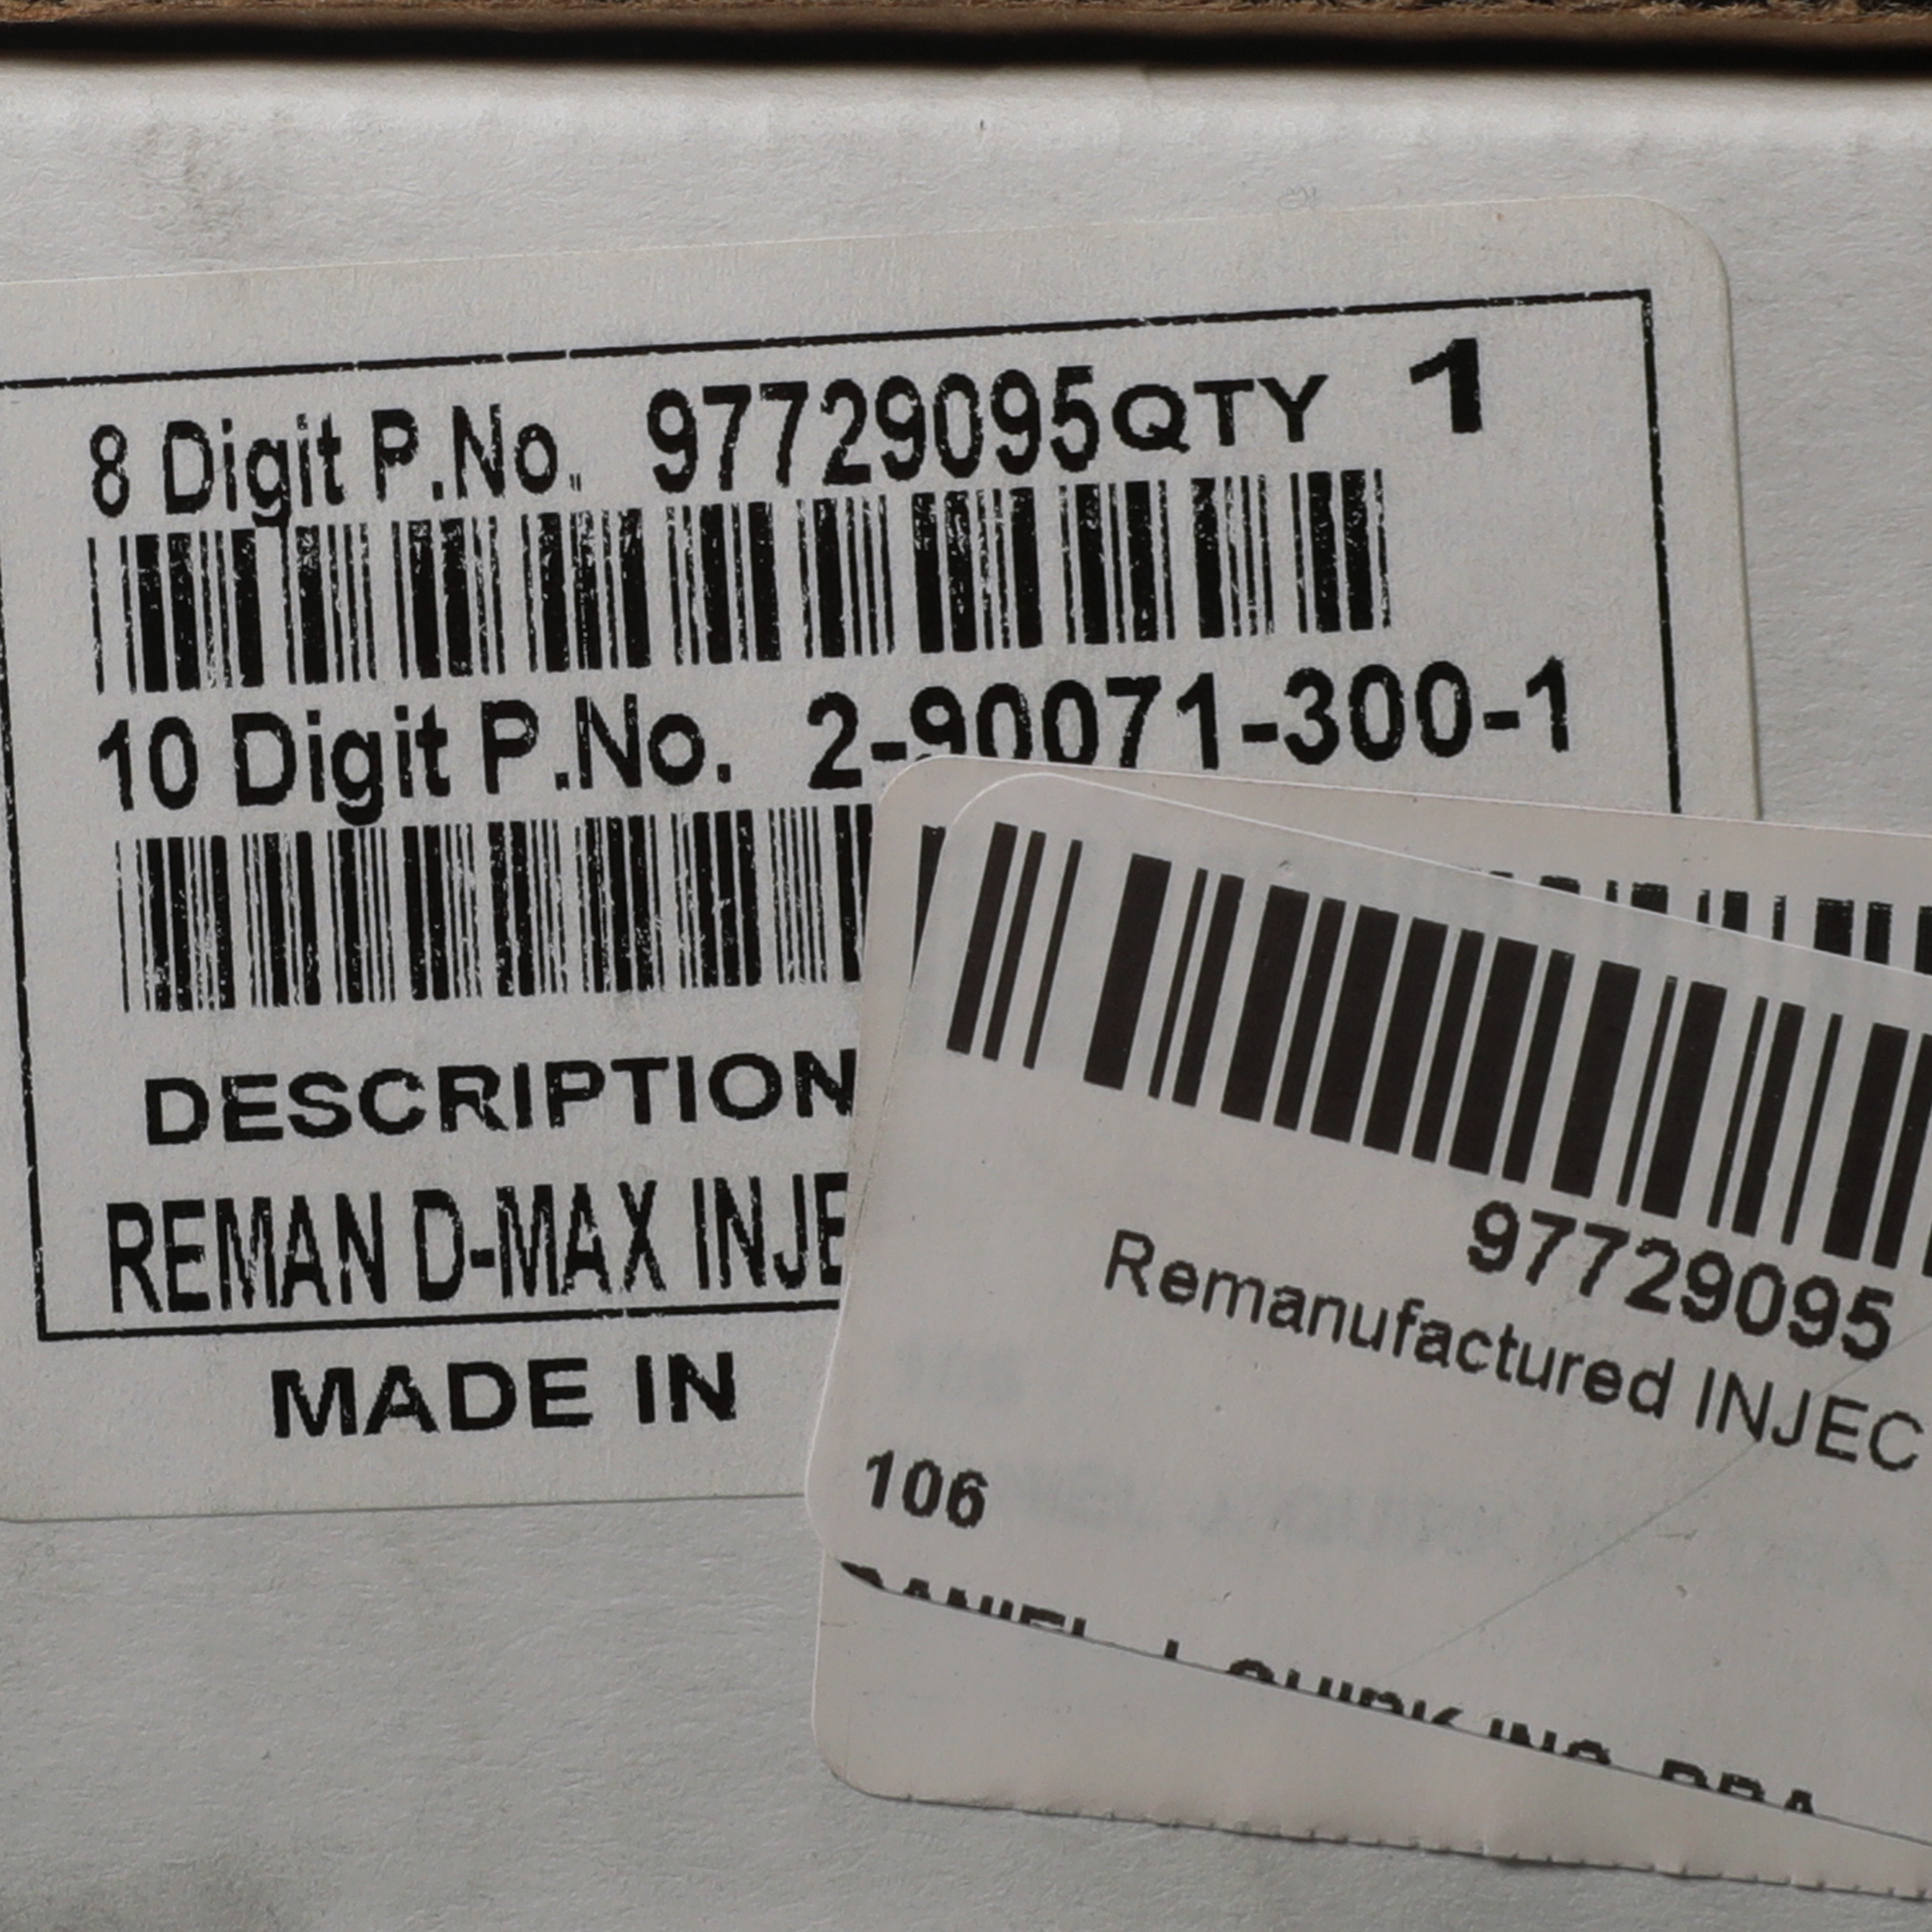 8 Digit P.No. 97729095 QTY 1
10 Digit P.No. 2-90071-300-1
DESCRIPTION
REMAN D-MAX INJE
MADE IN
97729095
Remanufactured INJEC
106